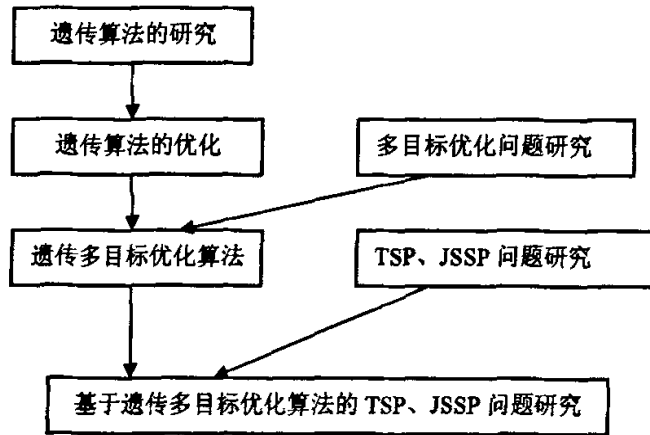 遗传算法的研究
遗传算法的优化
多目标优化问题研究
遗传多目标优化算法
TSP、JSSP 问题研究
基于遗传多目标优化算法的 TSP、JSSP 问题研究